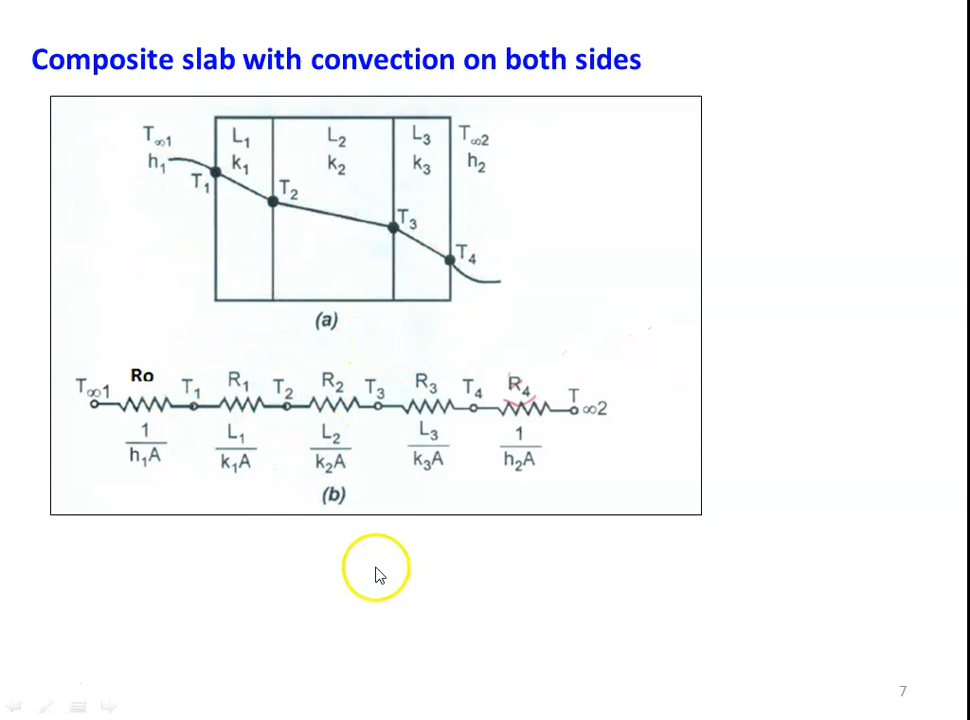 Composite slab with convection on both sides
T∞1 L1 L2 L3 T∞2
h1 k1 k2 k3 h2
T1 T2
T3
T4
(a)
T∞1 Ro T1 R1 T2 R2 T3 R3 T4 R4 T∞2
1/h1A L1/k1A L2/k2A L3/k3A 1/h2A
(b)
7